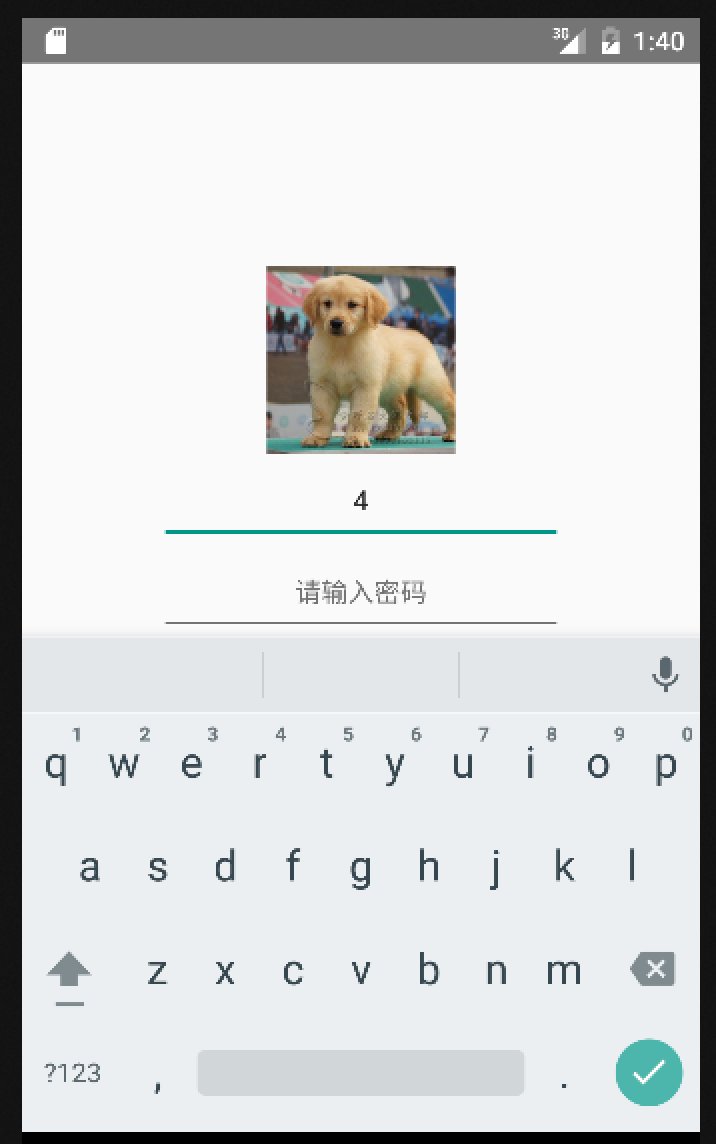 3G 1:40
4
请输入密码
1 2 3 4 5 6 7 8 9 0
q w e r t y u i o p
a s d f g h j k l
z x c v b n m
?123 , .